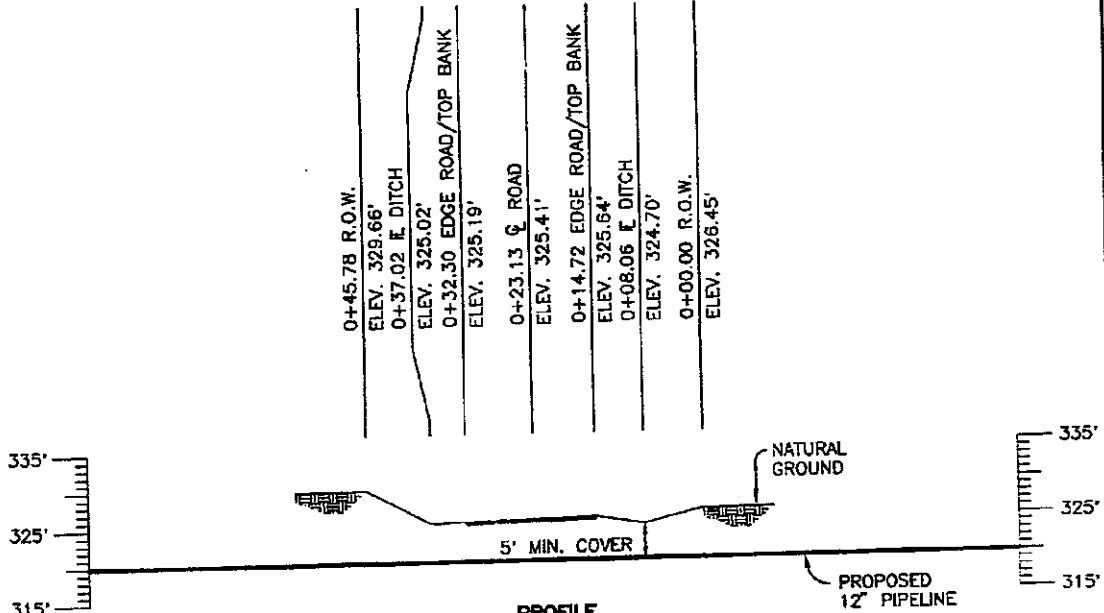 0+45.78 R.O.W.
ELEV. 329.66'
0+37.02 I.E. DITCH
ELEV. 325.02'
0+32.30 EDGE ROAD/TOP BANK
ELEV. 325.19'
0+23.13 ℄ ROAD
ELEV. 325.41'
0+14.72 EDGE ROAD/TOP BANK
ELEV. 325.64'
0+08.06 I.E. DITCH
ELEV. 324.70'
0+00.00 R.O.W.
ELEV. 326.45'
335'
325'
315'
NATURAL
GROUND
5' MIN. COVER
PROPOSED
12" PIPELINE
335'
325'
315'
PROFILE